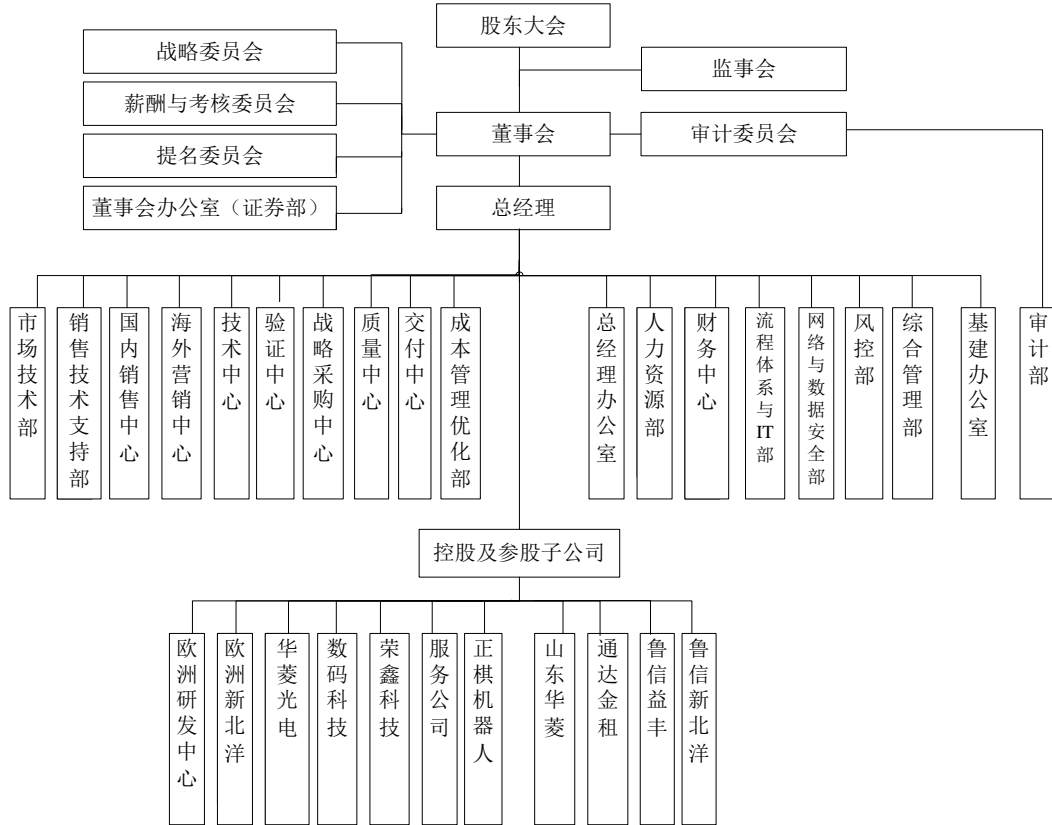 股东大会
战略委员会
监事会
薪酬与考核委员会
董事会
审计委员会
提名委员会
董事会办公室（证券部）
总经理
市场技术部
销售技术支持部
国内销售中心
海外营销中心
技术中心
验证中心
战略采购中心
质量中心
交付中心
成本管理优化部
总经理办公室
人力资源部
财务中心
流程体系与IT部
网络与数据安全部
风控部
综合管理部
基建办公室
审计部
控股及参股子公司
欧洲研发中心
欧洲新北洋
华菱光电
数码科技
荣鑫科技
服务公司
正棋机器人
山东华菱
通达金租
鲁信益丰
鲁信新北洋